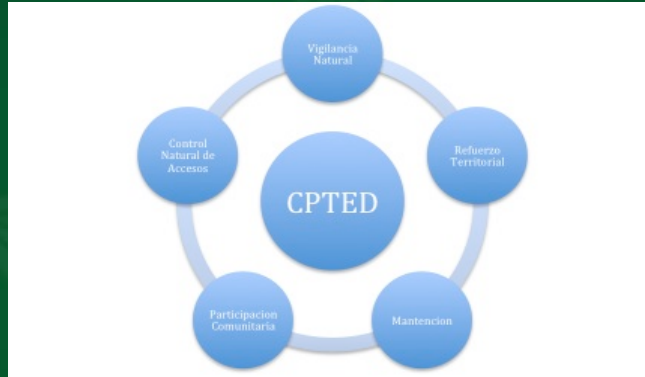 Vigilancia
Natural
Control
Natural de
Accesos
Refuerzo
Territorial
CPTED
Participacion
Comunitaria
Mantencion